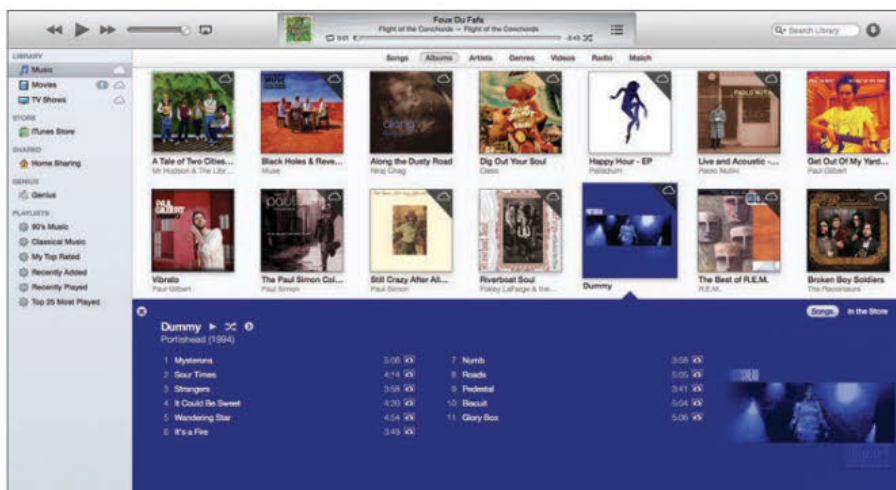 Foux Du Fafa
Flight of the Conchords — Flight of the Conchords
0:01
-3:45
Search Library
LIBRARY
Music
Movies
TV Shows
STORE
iTunes Store
SHARED
Home Sharing
GENIUS
Genius
PLAYLISTS
90's Music
Classical Music
My Top Rated
Recently Added
Recently Played
Top 25 Most Played
Songs Albums Artists Genres Videos Radio Match
A Tale of Two Cities...
Mr Hudson & The Libr...
Black Holes & Reve...
Muse
Along the Dusty Road
Niraj Chag
Dig Out Your Soul
Oasis
Happy Hour - EP
Palladium
Live and Acoustic -...
Paolo Nutini
Get Out Of My Yard...
Paul Gilbert
Vibrato
Paul Gilbert
The Paul Simon Col...
Paul Simon
Still Crazy After All...
Paul Simon
Riverboat Soul
Pokey LaFarge & the...
Dummy
The Best of R.E.M.
R.E.M.
Broken Boy Soldiers
The Raconteurs
Songs In the Store
Dummy
Portishead (1994)
1 Mysterons 5:06
2 Sour Times 4:14
3 Strangers 3:58
4 It Could Be Sweet 4:20
5 Wandering Star 4:54
6 It's a Fire 3:49
7 Numb 3:58
8 Roads 5:05
9 Pedestal 3:41
10 Biscuit 5:04
11 Glory Box 5:06